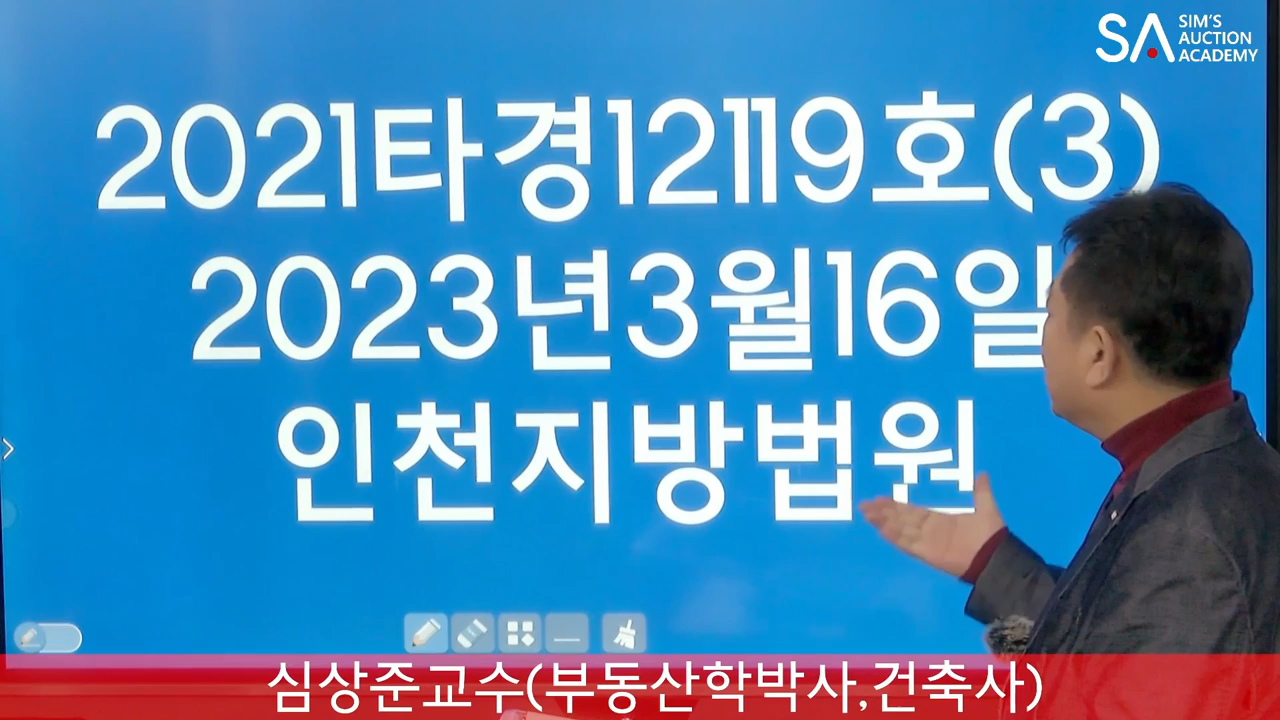 SA SIM'S
AUCTION
ACADEMY
2021타경12119호(3)
2023년3월16일
인천지방법원
심상준교수(부동산학박사,건축사)